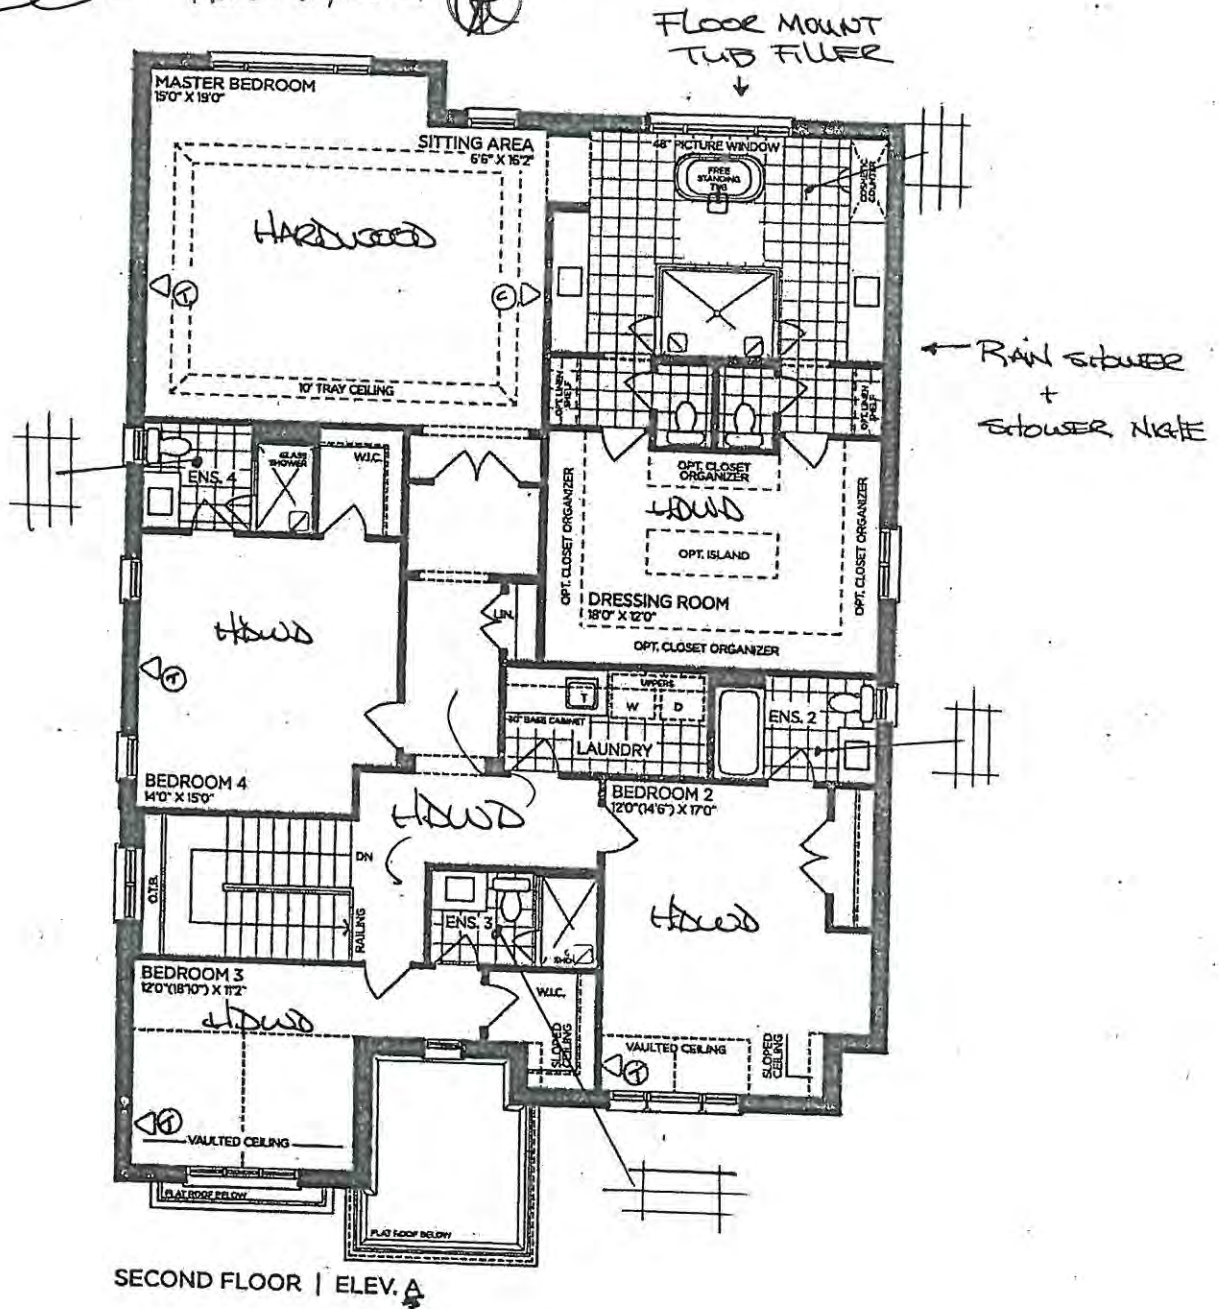 FLOOR MOUNT
TUB FILLER
MASTER BEDROOM
15'0" X 19'0"
SITTING AREA
6'6" X 16'2"
48" PICTURE WINDOW
FREE
STANDING
TUB
COSMETIC
COUNTER
HARDWOOD
T
C
10' TRAY CEILING
RAIN SHOWER
+
SHOWER NICHE
OPT. LINEN
SHELF
OPT. LINEN
SHELF
ENS. 4
GLASS
SHOWER
W.I.C.
OPT. CLOSET
ORGANIZER
HDWD
OPT. ISLAND
OPT. CLOSET ORGANIZER
OPT. CLOSET ORGANIZER
DRESSING ROOM
18'0" X 12'0"
OPT. CLOSET ORGANIZER
LIN.
HDWD
T
UPPERS
T
W
D
30" BASE CABINET
LAUNDRY
ENS. 2
BEDROOM 4
14'0" X 15'0"
BEDROOM 2
12'0"(14'6") X 17'0"
HDWD
DN
O.T.B.
RAILING
ENS. 3
HDWD
BEDROOM 3
12'0"(18'10") X 11'2"
HDWD
W.I.C.
SLOPED
CEILING
VAULTED CEILING
SLOPED
CEILING
T
T
VAULTED CEILING
FLAT ROOF BELOW
FLAT ROOF BELOW
SECOND FLOOR | ELEV. A